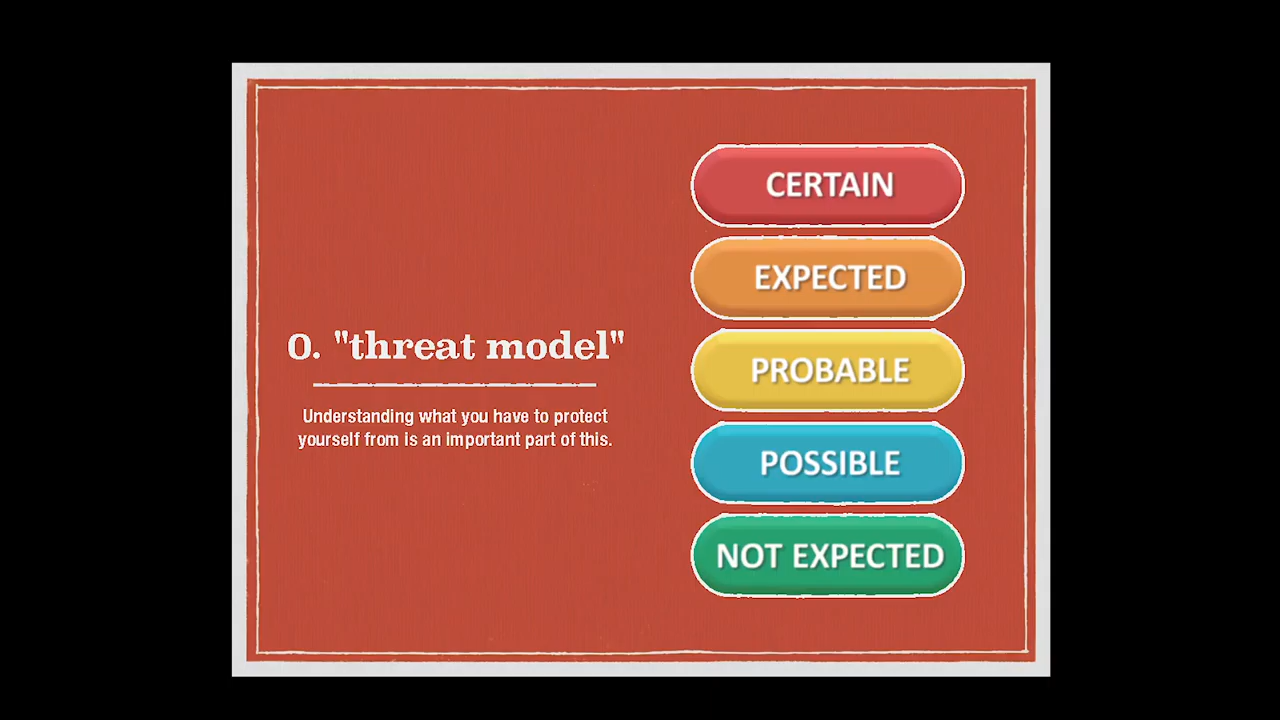 0. "threat model"
Understanding what you have to protect
yourself from is an important part of this.
CERTAIN
EXPECTED
PROBABLE
POSSIBLE
NOT EXPECTED